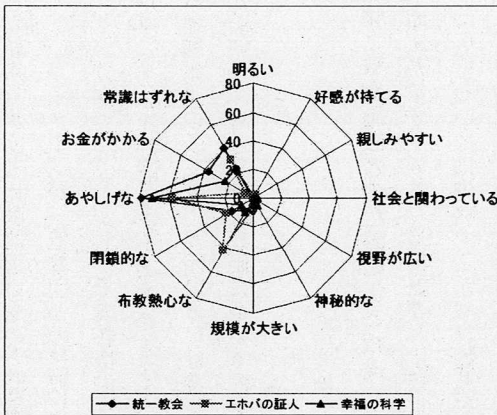 明るい
80
好感が持てる
60
親しみやすい
40
社会と関わっている
20
視野が広い
0
神秘的な
規模が大きい
布教熱心な
閉鎖的な
あやしげな
お金がかかる
常識はずれな
統一教会 エホバの証人 幸福の科学